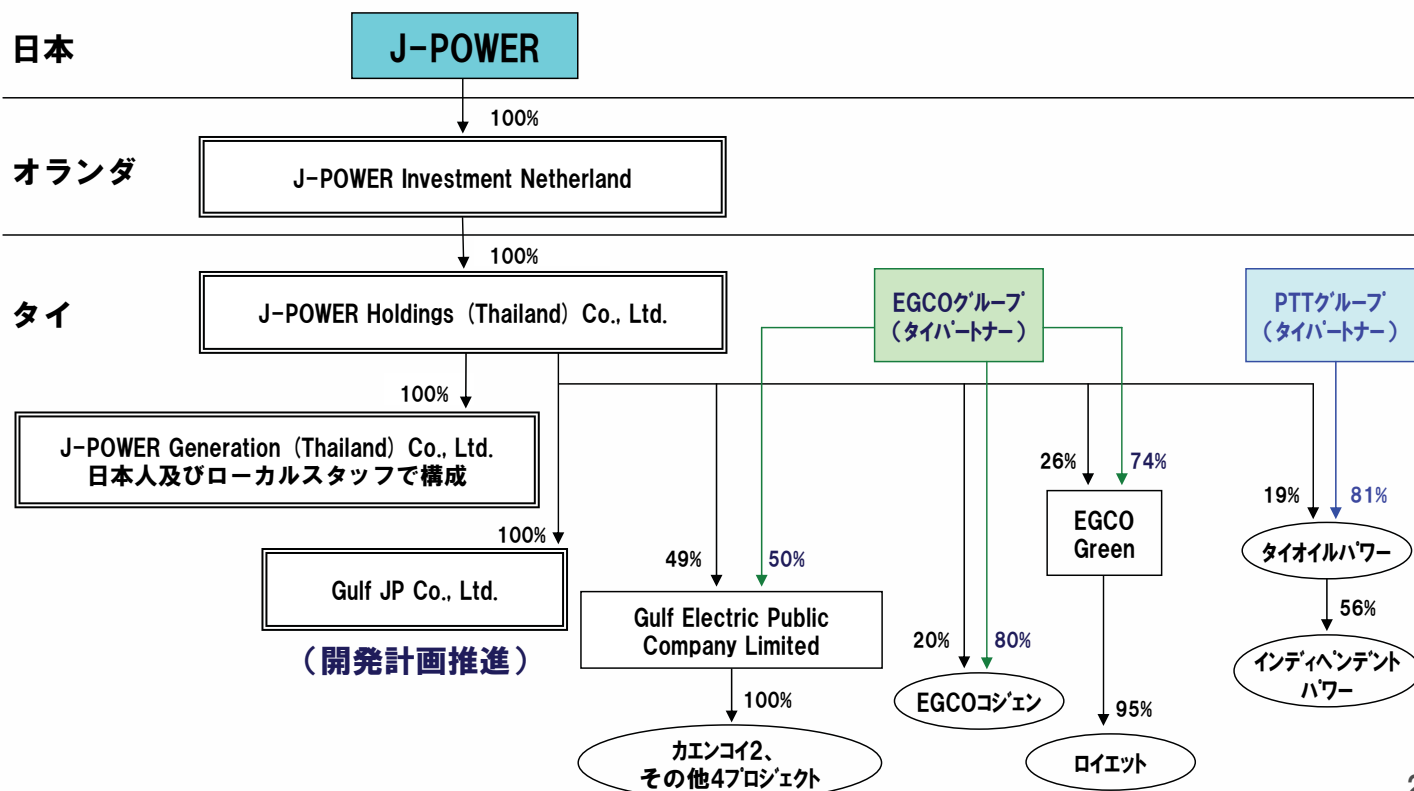 日本
J-POWER
100%
オランダ
J-POWER Investment Netherland
100%
タイ
J-POWER Holdings (Thailand) Co., Ltd.
EGCOグループ
(タイパートナー)
PTTグループ
(タイパートナー)
100%
J-POWER Generation (Thailand) Co., Ltd.
日本人及びローカルスタッフで構成
26%
74%
19%
81%
EGCO
Green
タイオイルパワー
100%
Gulf JP Co., Ltd.
(開発計画推進)
49%
50%
Gulf Electric Public
Company Limited
20%
80%
56%
EGCOコジェン
インディペンデント
パワー
100%
95%
カエンコイ2、
その他4プロジェクト
ロイエット